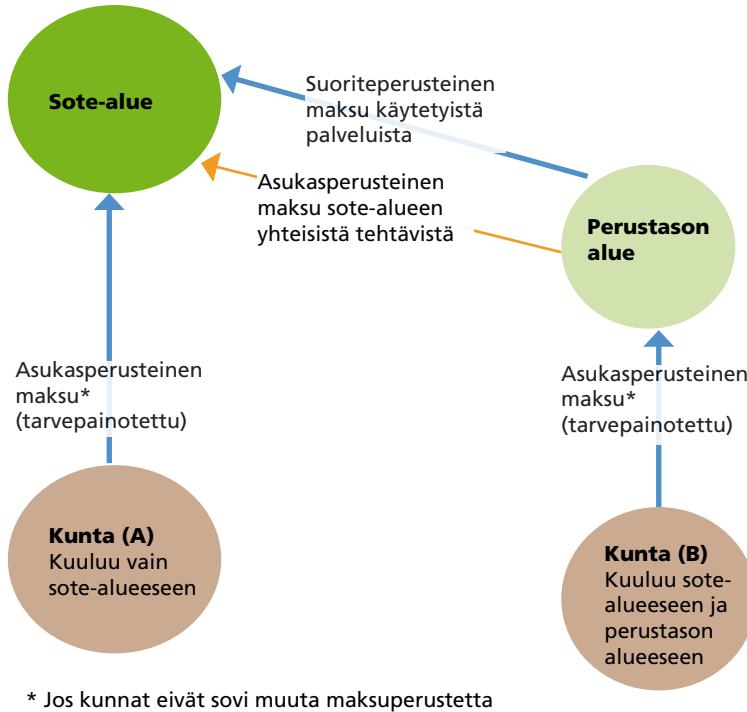 Sote-alue
Suoriteperusteinen
maksu käytetyistä
palveluista
Asukasperusteinen
maksu sote-alueen
yhteisistä tehtävistä
Perustason
alue
Asukasperusteinen
maksu*
(tarvepainotettu)
Asukasperusteinen
maksu*
(tarvepainotettu)
Kunta (A)
Kuuluu vain
sote-alueeseen
Kunta (B)
Kuuluu sote-
alueeseen ja
perustason
alueeseen
* Jos kunnat eivät sovi muuta maksuperustetta